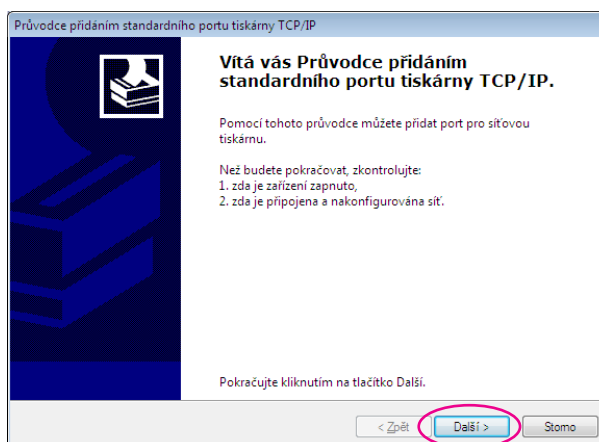 Průvodce přidáním standardního portu tiskárny TCP/IP
Vítá vás Průvodce přidáním
standardního portu tiskárny TCP/IP.
Pomocí tohoto průvodce můžete přidat port pro síťovou
tiskárnu.
Než budete pokračovat, zkontrolujte:
1. zda je zařízení zapnuto,
2. zda je připojena a nakonfigurována síť.
Pokračujte kliknutím na tlačítko Další.
< Zpět
Další >
Storno